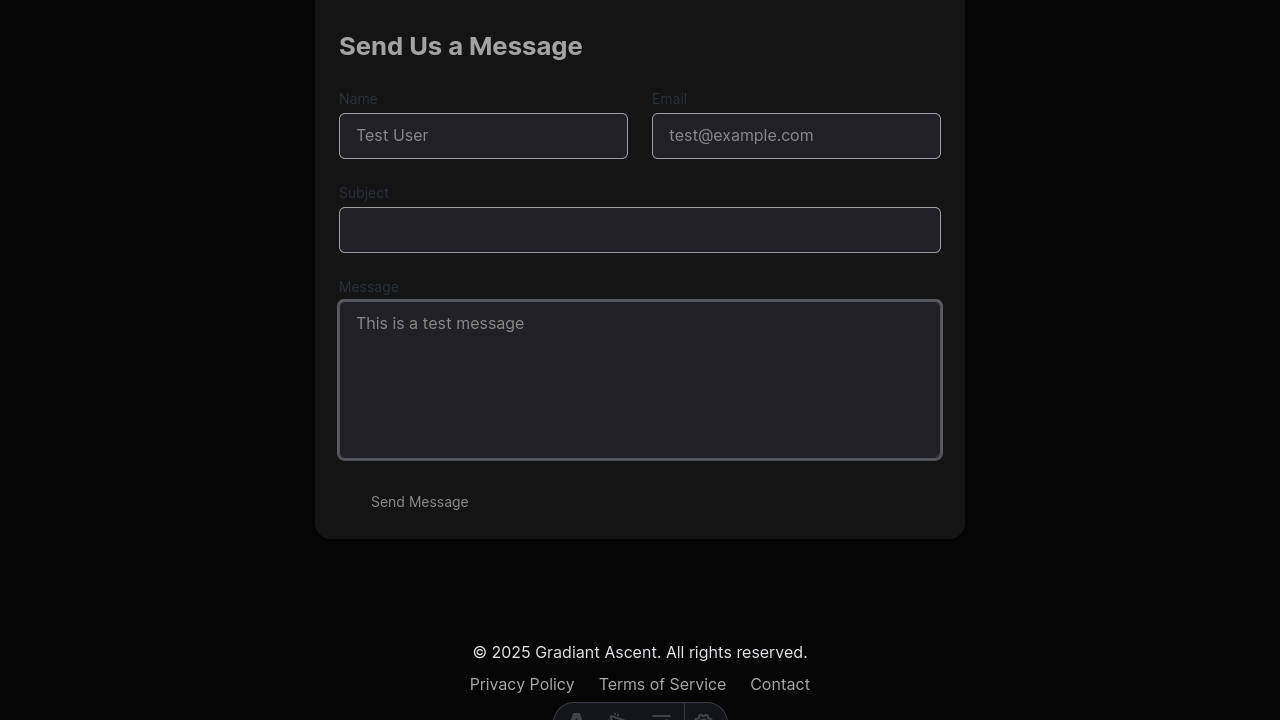 Send Us a Message
Name
Email
Test User
test@example.com
Subject
Message
This is a test message
Send Message
© 2025 Gradiant Ascent. All rights reserved.
Privacy Policy Terms of Service Contact